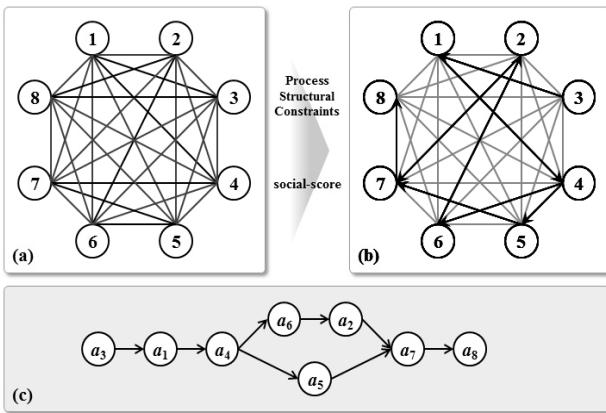 1 2
8 3
7 4
6 5
(a)
Process
Structural
Constraints
social-score
1 2
8 3
7 4
6 5
(b)
a3 a1 a4 a6 a2 a5 a7 a8
(c)